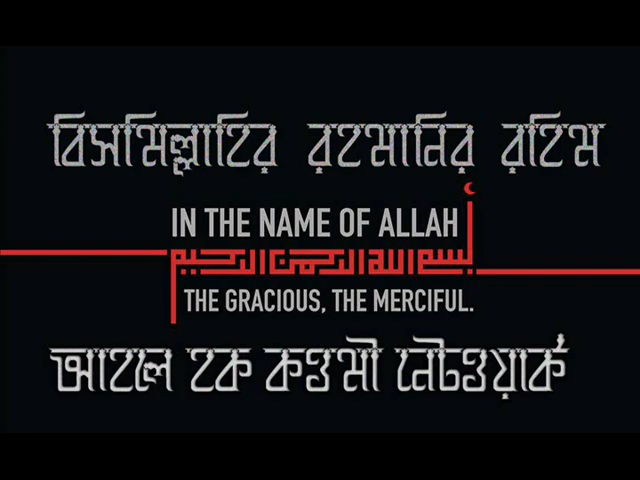 বিসমিল্লাহির রহমানির রহিম
IN THE NAME OF ALLAH
بسم الله الرحمن الرحيم
THE GRACIOUS, THE MERCIFUL.
আহলে হক কওমী নেটওয়ার্ক